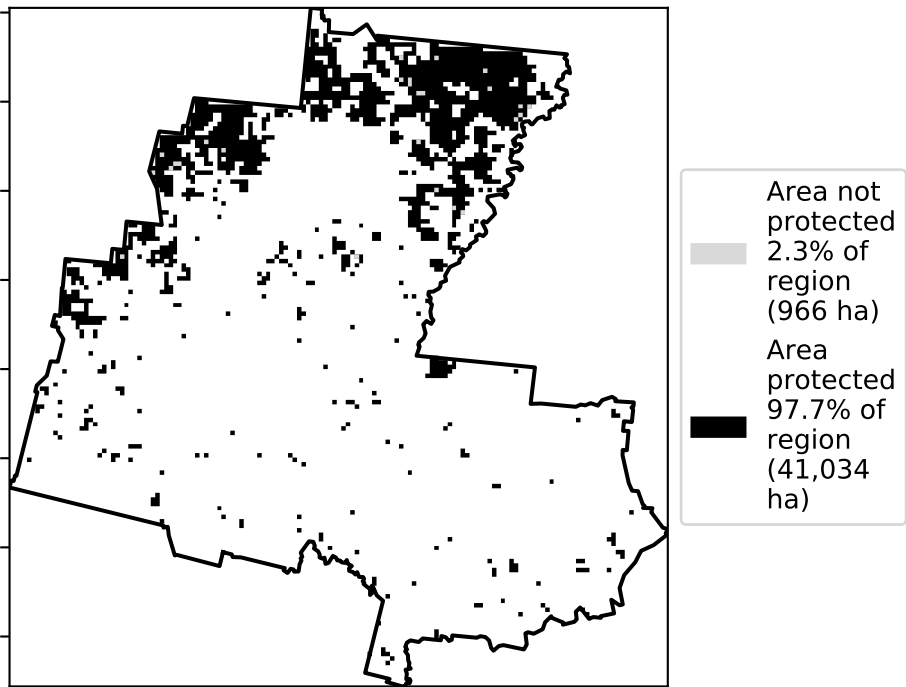 Area not
protected
2.3% of
region
(966 ha)
Area
protected
97.7% of
region
(41,034
ha)